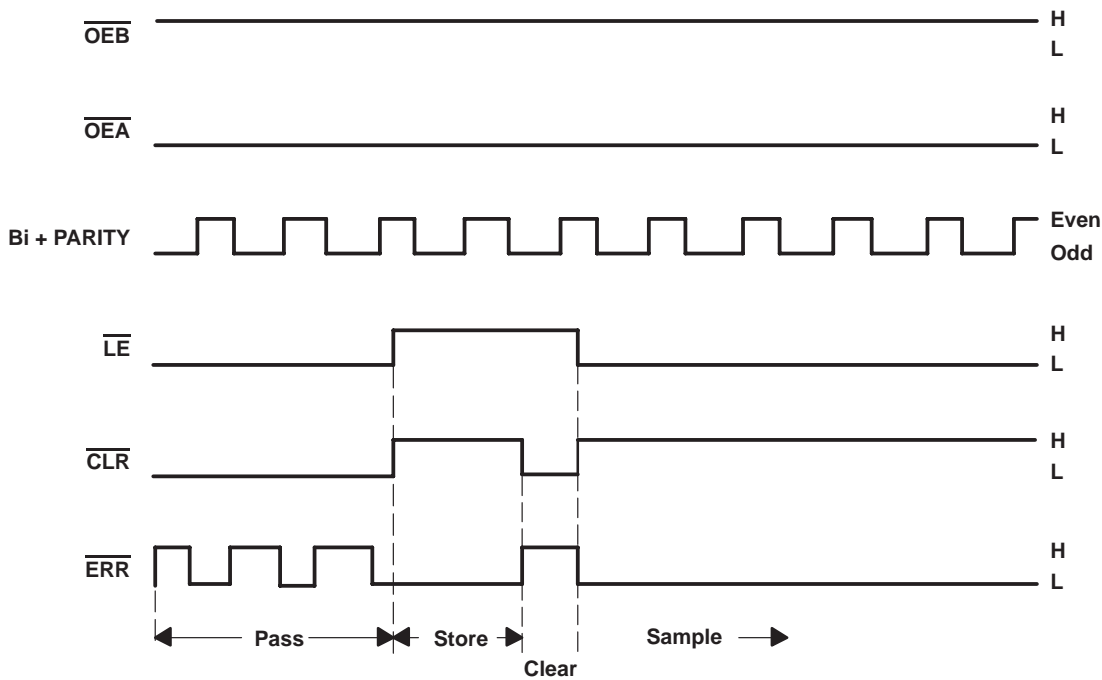 OEB
H
L
OEA
H
L
Bi + PARITY
Even
Odd
LE
H
L
CLR
H
L
ERR
H
L
Pass
Store
Sample
Clear